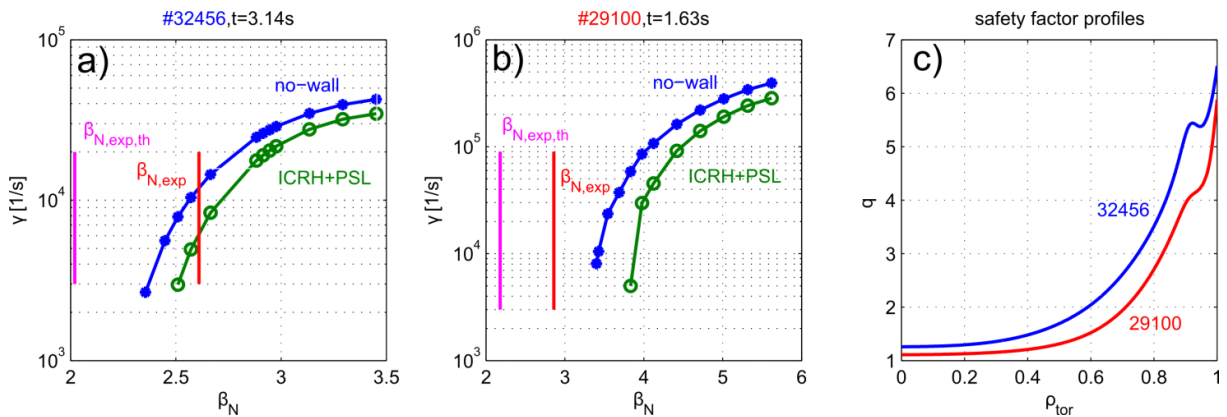 #32456,t=3.14s
a)
no-wall
β_N,exp,th
β_N,exp
ICRH+PSL
γ [1/s]
10^5
10^4
10^3
2 2.5 3 3.5
β_N
#29100,t=1.63s
b)
no-wall
β_N,exp
β_N,exp,th
ICRH+PSL
γ [1/s]
10^6
10^5
10^4
10^3
2 3 4 5 6
β_N
safety factor profiles
c)
32456
29100
q
7
6
5
4
3
2
1
0 0.2 0.4 0.6 0.8 1
ρ_tor